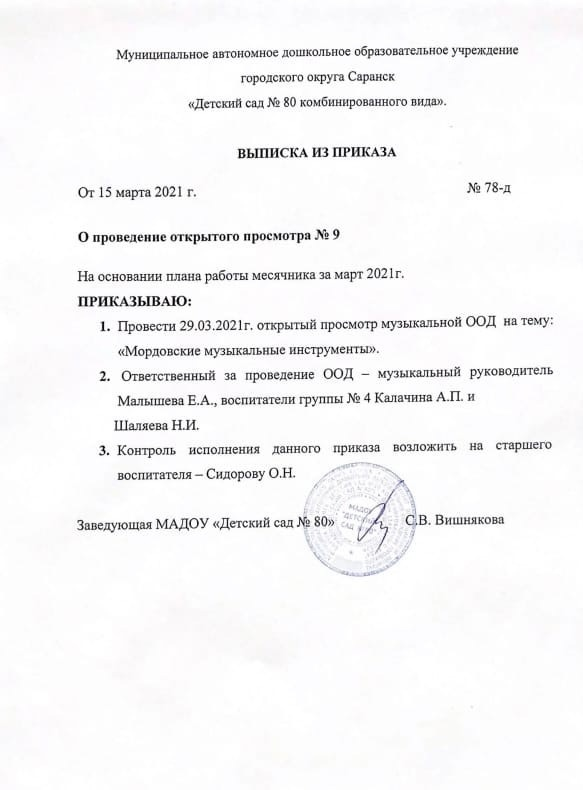 Муниципальное автономное дошкольное образовательное учреждение
городского округа Саранск
«Детский сад № 80 комбинированного вида».
ВЫПИСКА ИЗ ПРИКАЗА
От 15 марта 2021 г. № 78-д
О проведение открытого просмотра № 9
На основании плана работы месячника за март 2021г.
ПРИКАЗЫВАЮ:
1. Провести 29.03.2021г. открытый просмотр музыкальной ООД на тему:
«Мордовские музыкальные инструменты».
2. Ответственный за проведение ООД – музыкальный руководитель
Малышева Е.А., воспитатели группы № 4 Калачина А.П. и
Шаляева Н.И.
3. Контроль исполнения данного приказа возложить на старшего
воспитателя – Сидорову О.Н.
Заведующая МАДОУ «Детский сад № 80» С.В. Вишнякова
МАДОУ
"ДЕТСКИЙ
САД №80"